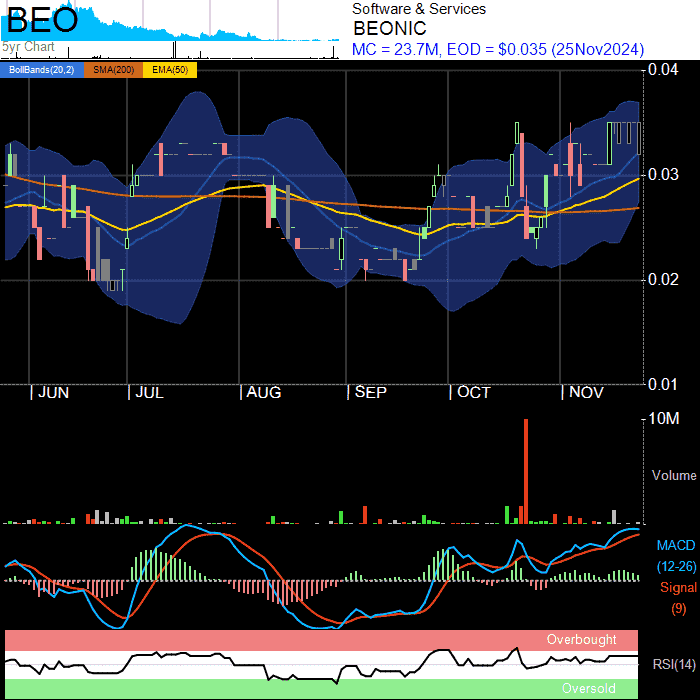 BEO
5yr Chart
Software & Services
BEONIC
MC = 23.7M, EOD = $0.035 (25Nov2024)
BollBands(20,2) SMA(200) EMA(50)
0.04
0.03
0.02
0.01
JUN JUL AUG SEP OCT NOV
10M
Volume
MACD
(12-26)
Signal
(9)
Overbought
RSI(14)
Oversold